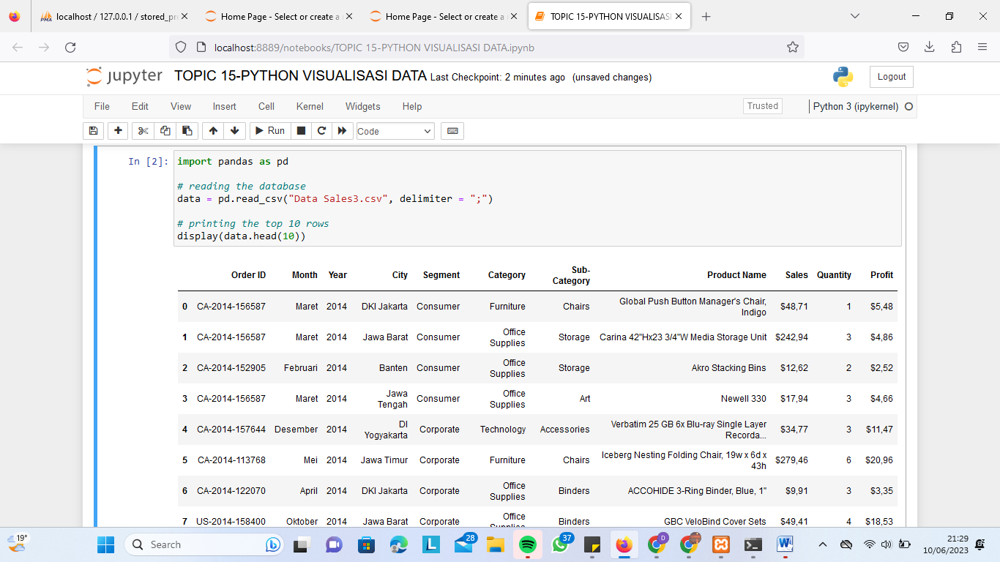 localhost / 127.0.0.1 / stored_pr
Home Page - Select or create a
Home Page - Select or create a
TOPIC 15-PYTHON VISUALISASI
localhost:8889/notebooks/TOPIC 15-PYTHON VISUALISASI DATA.ipynb
jupyter TOPIC 15-PYTHON VISUALISASI DATA Last Checkpoint: 2 minutes ago (unsaved changes)
Logout
File Edit View Insert Cell Kernel Widgets Help
Trusted
Python 3 (ipykernel)
Run
Code
In [2]: import pandas as pd
# reading the database
data = pd.read_csv("Data Sales3.csv", delimiter = ";")
# printing the top 10 rows
display(data.head(10))
Order ID Month Year City Segment Category Sub-
Category Product Name Sales Quantity Profit
0 CA-2014-156587 Maret 2014 DKI Jakarta Consumer Furniture Chairs Global Push Button Manager's Chair,
Indigo $48,71 1 $5,48
1 CA-2014-156587 Maret 2014 Jawa Barat Consumer Office
Supplies Storage Carina 42"Hx23 3/4"W Media Storage Unit $242,94 3 $4,86
2 CA-2014-152905 Februari 2014 Banten Consumer Office
Supplies Storage Akro Stacking Bins $12,62 2 $2,52
3 CA-2014-156587 Maret 2014 Jawa
Tengah Consumer Office
Supplies Art Newell 330 $17,94 3 $4,66
4 CA-2014-157644 Desember 2014 DI
Yogyakarta Corporate Technology Accessories Verbatim 25 GB 6x Blu-ray Single Layer
Recorda... $34,77 3 $11,47
5 CA-2014-113768 Mei 2014 Jawa Timur Corporate Furniture Chairs Iceberg Nesting Folding Chair, 19w x 6d x
43h $279,46 6 $20,96
6 CA-2014-122070 April 2014 DKI Jakarta Corporate Office
Supplies Binders ACCOHIDE 3-Ring Binder, Blue, 1" $9,91 3 $3,35
7 US-2014-158400 Oktober 2014 Jawa Barat Corporate Office
Supplies Binders GBC VeloBind Cover Sets $49,41 4 $18,53
19°
Search
28
37
21:29
10/06/2023